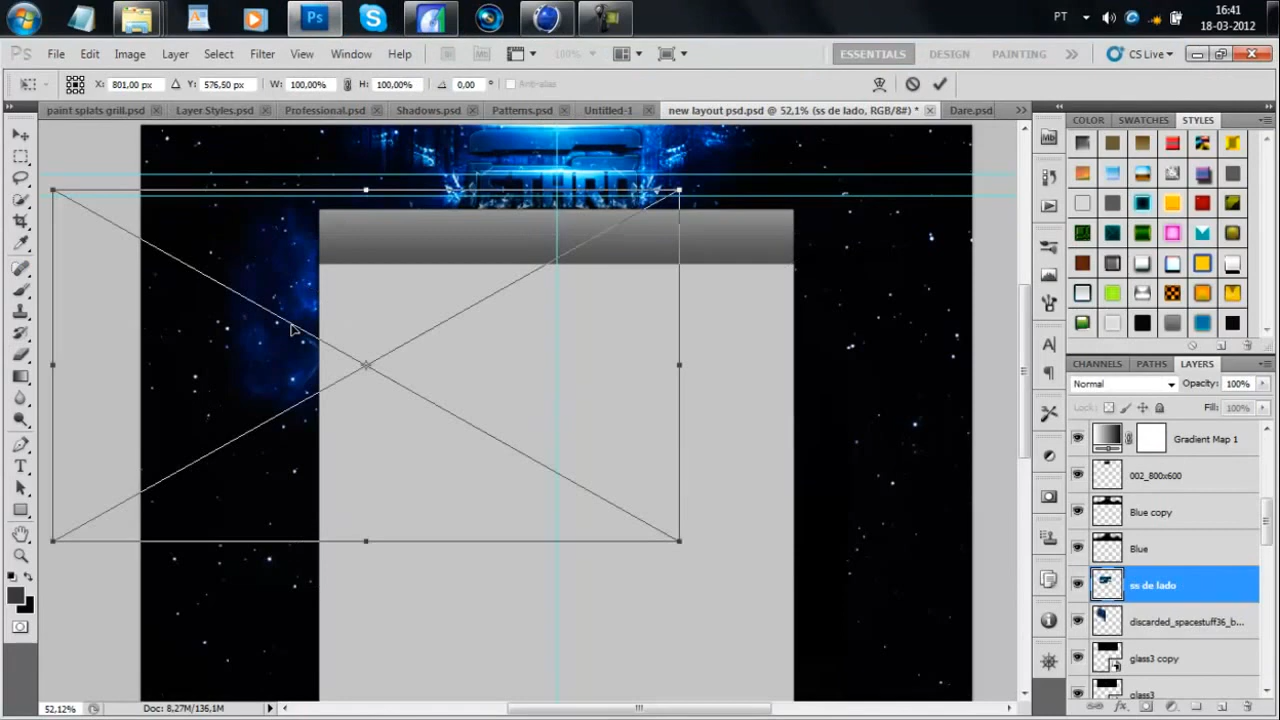 PT
16:41
18-03-2012
Ps
File Edit Image Layer Select Filter View Window Help
Mb
100%
ESSENTIALS DESIGN PAINTING
CS Live
X: 801,00 px Y: 576,50 px W: 100,00% H: 100,00% 0,00 ° Anti-alias
paint splats grill.psd Layer Styles.psd Professional.psd Shadows.psd Patterns.psd Untitled-1 new layout psd.psd @ 52,1% (ss de lado, RGB/8#) * Dare.psd
COLOR SWATCHES STYLES
Mb
CHANNELS PATHS LAYERS
Normal Opacity: 100%
Lock: Fill: 100%
Gradient Map 1
002_800x600
Blue copy
Blue
ss de lado
discarded_spacestuff36_b...
glass3 copy
glass3
52,12% Doc: 8,27M/136,1M